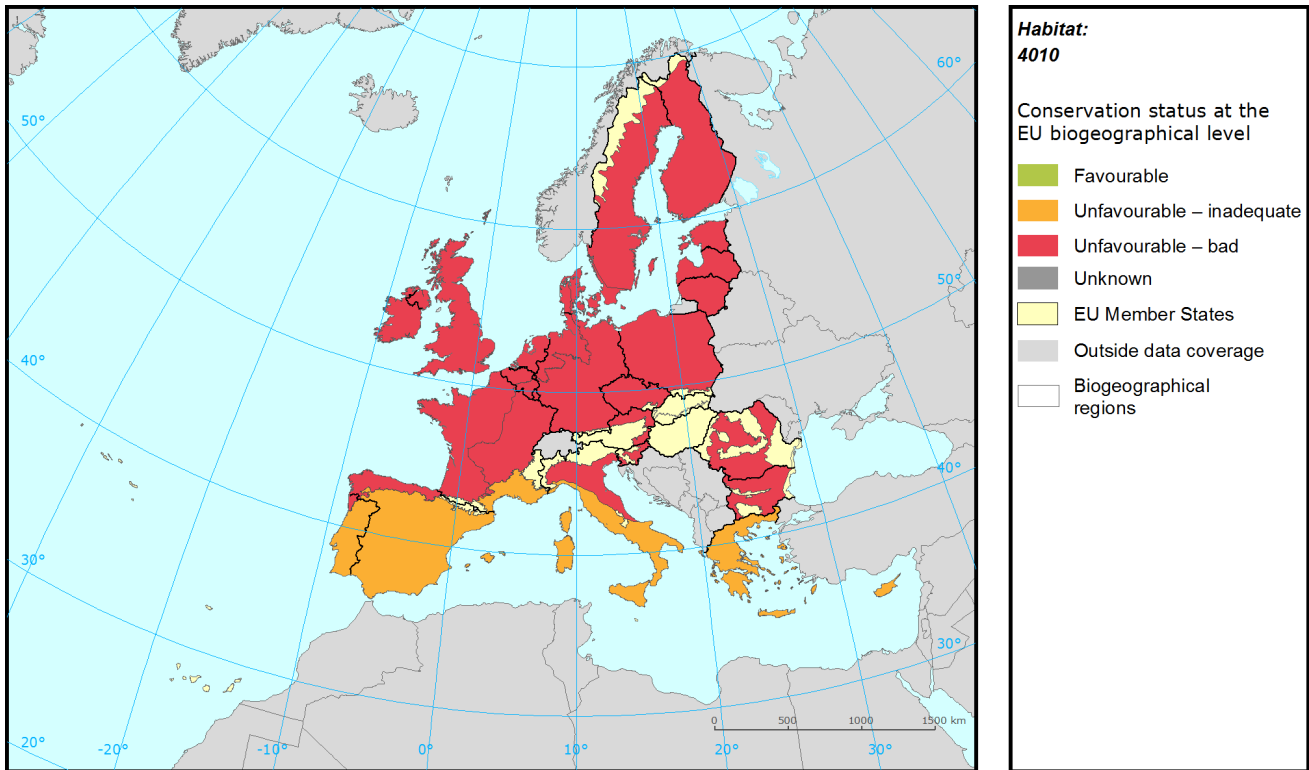 Habitat:
4010
Conservation status at the
EU biogeographical level
Favourable
Unfavourable – inadequate
Unfavourable – bad
Unknown
EU Member States
Outside data coverage
Biogeographical
regions
60°
50°
50°
40°
40°
30°
30°
20°
-20°
-10°
0°
10°
20°
30°
0
500
1000
1500 km